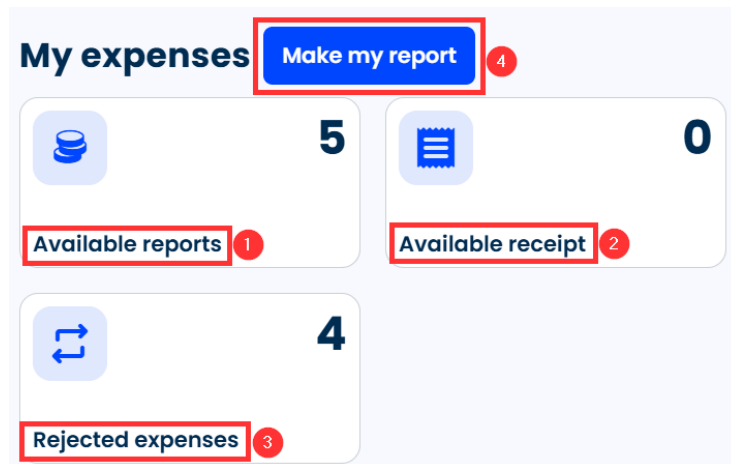 My expenses Make my report 4
5 0
Available reports 1 Available receipt 2
4
Rejected expenses 3